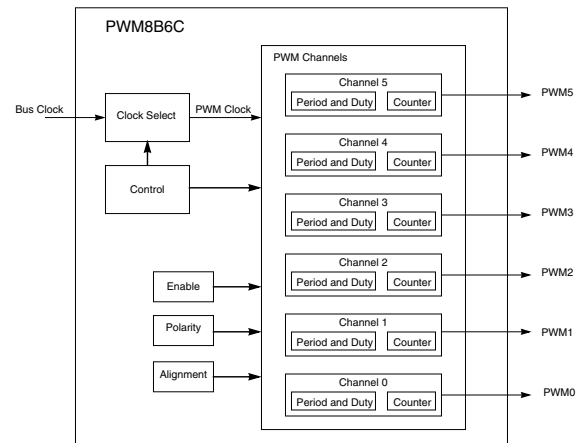 PWM8B6C
PWM Channels
Channel 5
Period and Duty Counter
PWM5
Bus Clock
Clock Select
PWM Clock
Channel 4
Period and Duty Counter
PWM4
Control
Channel 3
Period and Duty Counter
PWM3
Channel 2
Period and Duty Counter
PWM2
Enable
Channel 1
Period and Duty Counter
PWM1
Polarity
Alignment
Channel 0
Period and Duty Counter
PWM0